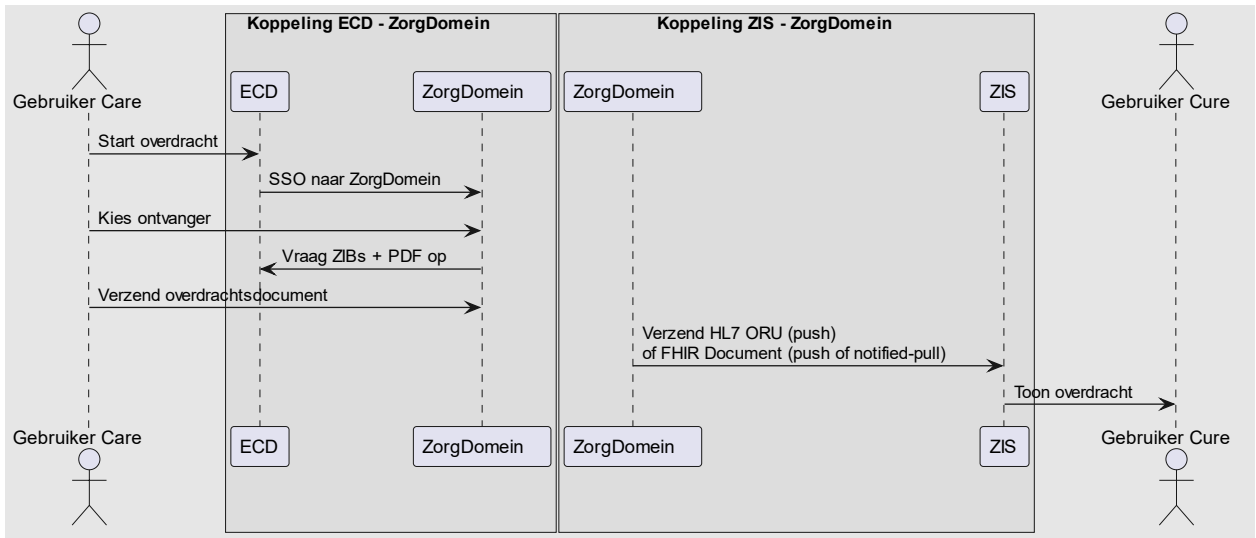 Koppeling ECD - ZorgDomein
Koppeling ZIS - ZorgDomein
Gebruiker Care
ECD
ZorgDomein
ZorgDomein
ZIS
Gebruiker Cure
Start overdracht
SSO naar ZorgDomein
Kies ontvanger
Vraag ZIBs + PDF op
Verzend overdrachtsdocument
Verzend HL7 ORU (push)
of FHIR Document (push of notified-pull)
Toon overdracht
Gebruiker Care
ECD
ZorgDomein
ZorgDomein
ZIS
Gebruiker Cure